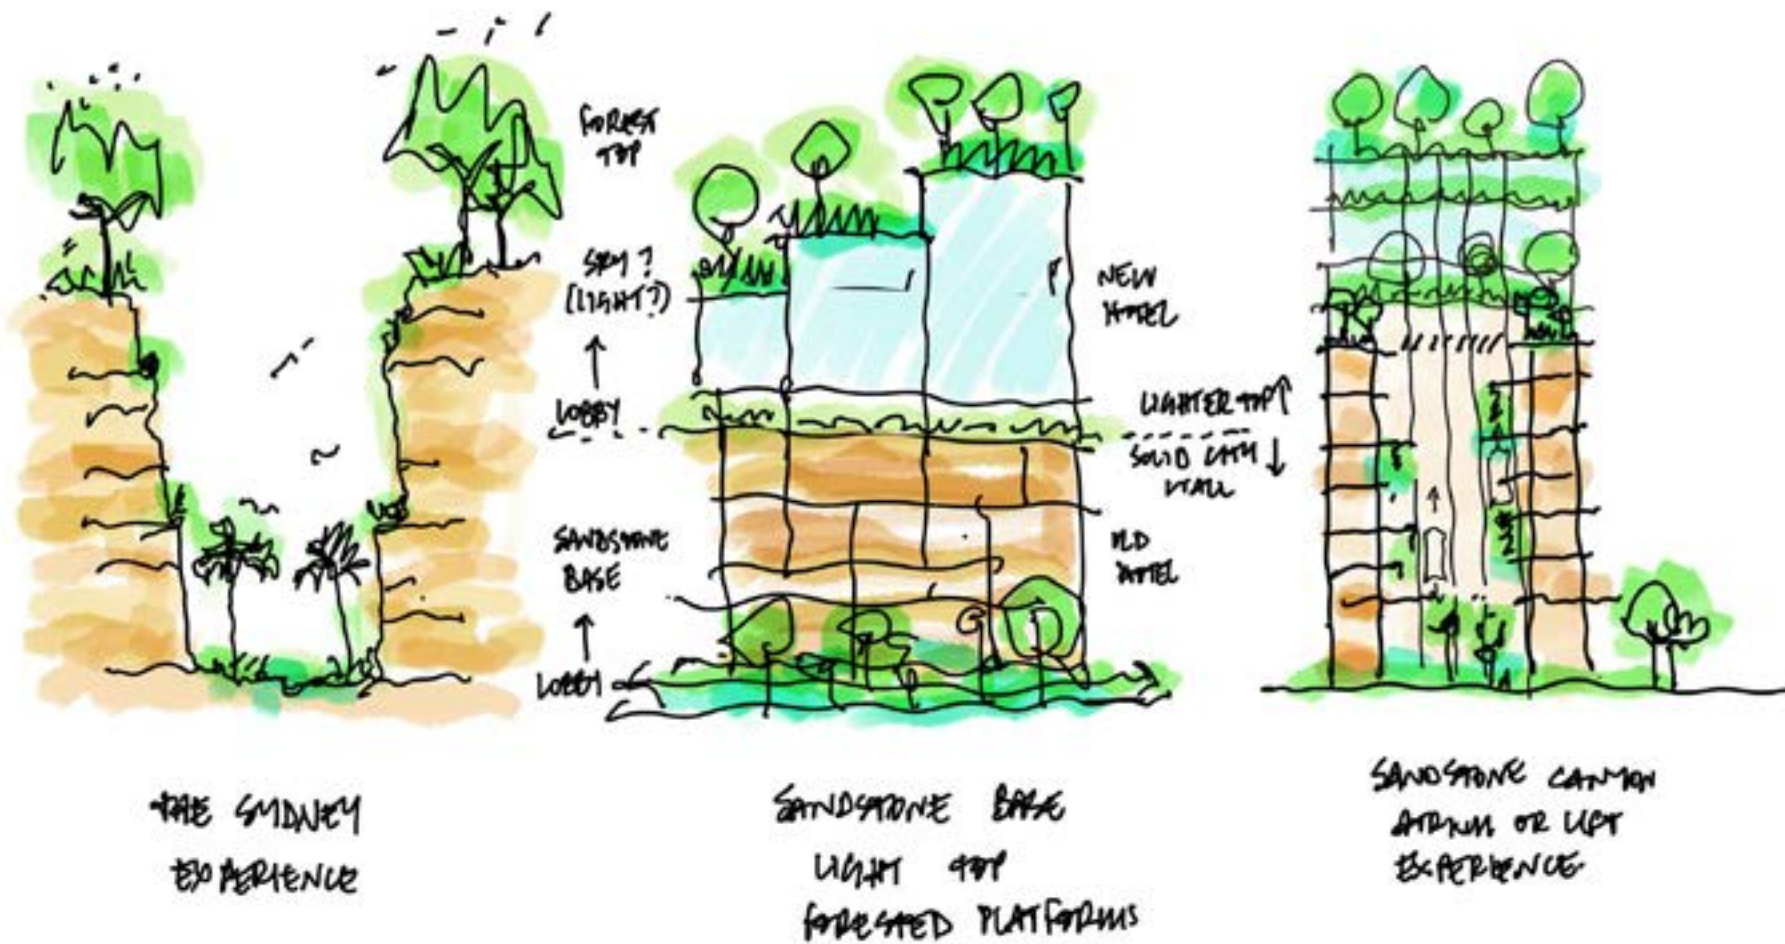 FOREST
TOP
SKY?
(LIGHT?)
LOBBY
SANDSTONE
BASE
LOBBY
NEW
HOTEL
LIGHTER TOP
SOLID
WALL
OLD
HOTEL
THE SYDNEY
EXPERIENCE
SANDSTONE BASE
LIGHT TOP
FORESTED PLATFORMS
SANDSTONE CANYON
ATRIUM OR LIFT
EXPERIENCE